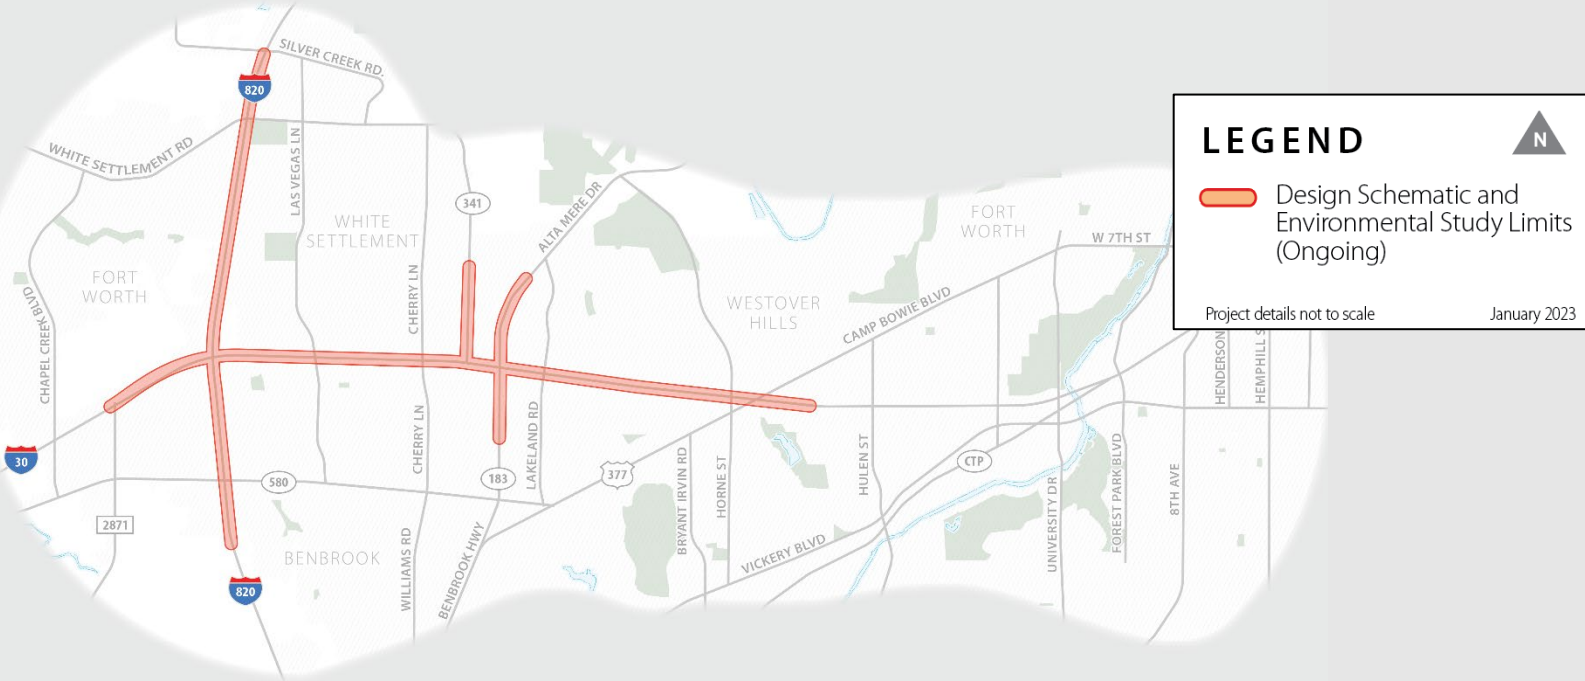 SILVER CREEK RD.
820
WHITE SETTLEMENT RD
LAS VEGAS LN
341
ALTA MERE DR
WHITE
SETTLEMENT
FORT
WORTH
W 7TH ST
FORT
WORTH
CHERRY LN
CHAPEL CREEK BLVD
WESTOVER
HILLS
CAMP BOWIE BLVD
HENDERSON
HEMPHILL S
CHERRY LN
LAKELAND RD
30
580
183
377
BRYANT IRVIN RD
HORNE ST
HULEN ST
CTP
UNIVERSITY DR
FOREST PARK BLVD
8TH AVE
2871
BENBROOK
WILLIAMS RD
BENBROOK HWY
VICKERY BLVD
820
LEGEND
N
Design Schematic and
Environmental Study Limits
(Ongoing)
Project details not to scale
January 2023